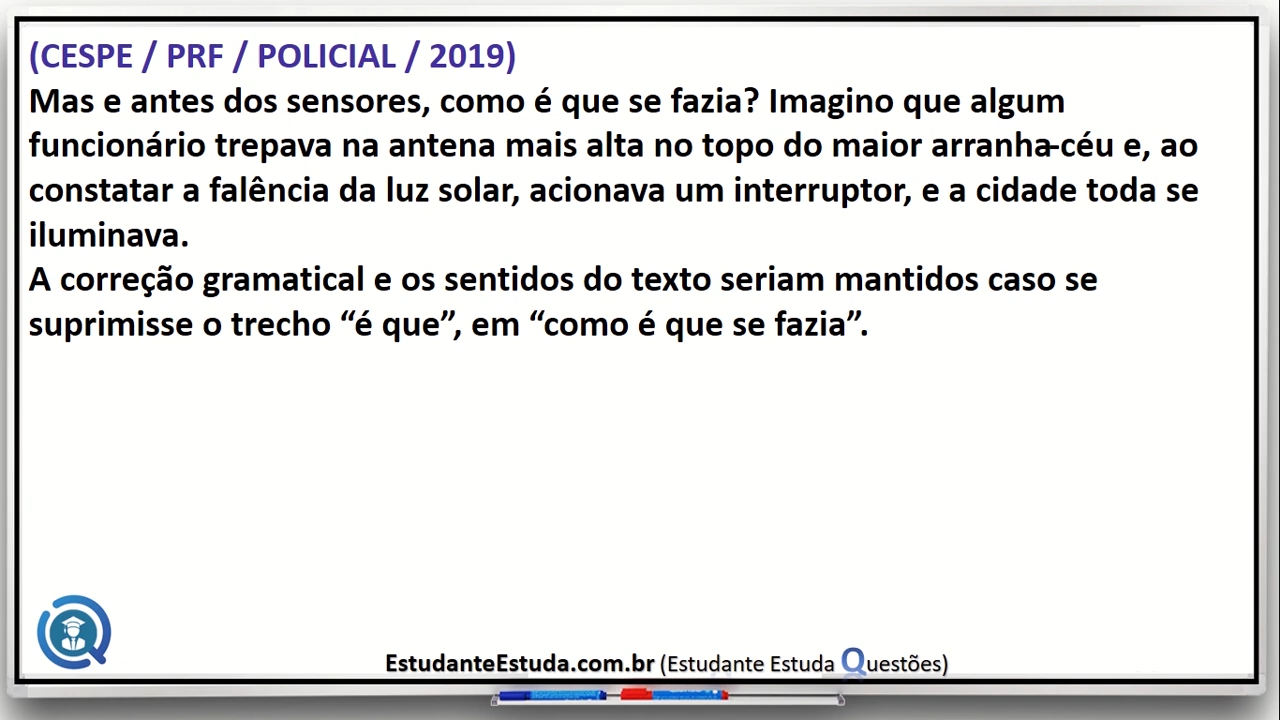 (CESPE / PRF / POLICIAL / 2019)
Mas e antes dos sensores, como é que se fazia? Imagino que algum
funcionário trepava na antena mais alta no topo do maior arranha-céu e, ao
constatar a falência da luz solar, acionava um interruptor, e a cidade toda se
iluminava.
A correção gramatical e os sentidos do texto seriam mantidos caso se
suprimisse o trecho “é que”, em “como é que se fazia”.
EstudanteEstuda.com.br (Estudante Estuda Questões)